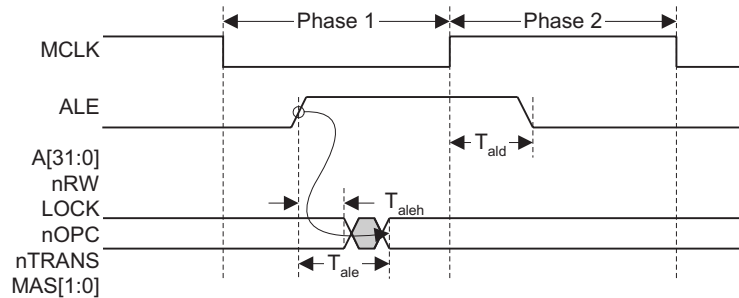 Phase 1
Phase 2
MCLK
ALE
T_ald
A[31:0]
nRW
LOCK
T_aleh
nOPC
nTRANS
T_ale
MAS[1:0]